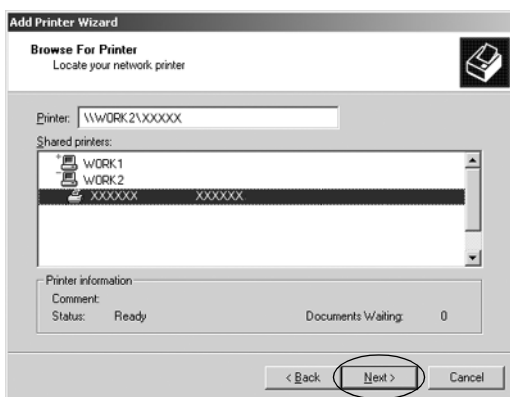 Add Printer Wizard
Browse For Printer
Locate your network printer
Printer: \\WORK2\XXXXX
Shared printers:
WORK1
WORK2
XXXXXX XXXXXX
Printer information
Comment:
Status: Ready Documents Waiting: 0
< Back Next > Cancel